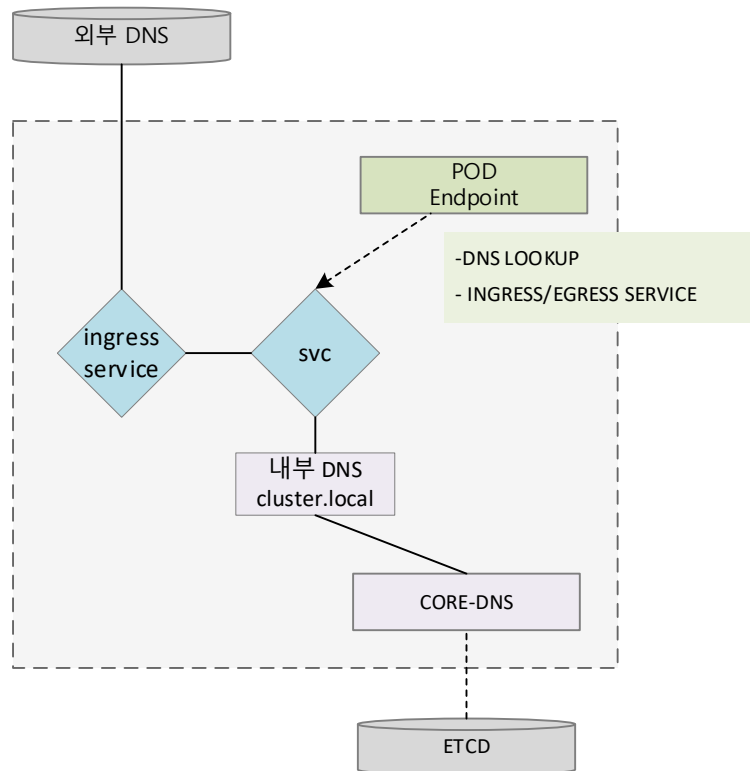 외부 DNS
POD
Endpoint
-DNS LOOKUP
- INGRESS/EGRESS SERVICE
ingress
service
svc
내부 DNS
cluster.local
CORE-DNS
ETCD